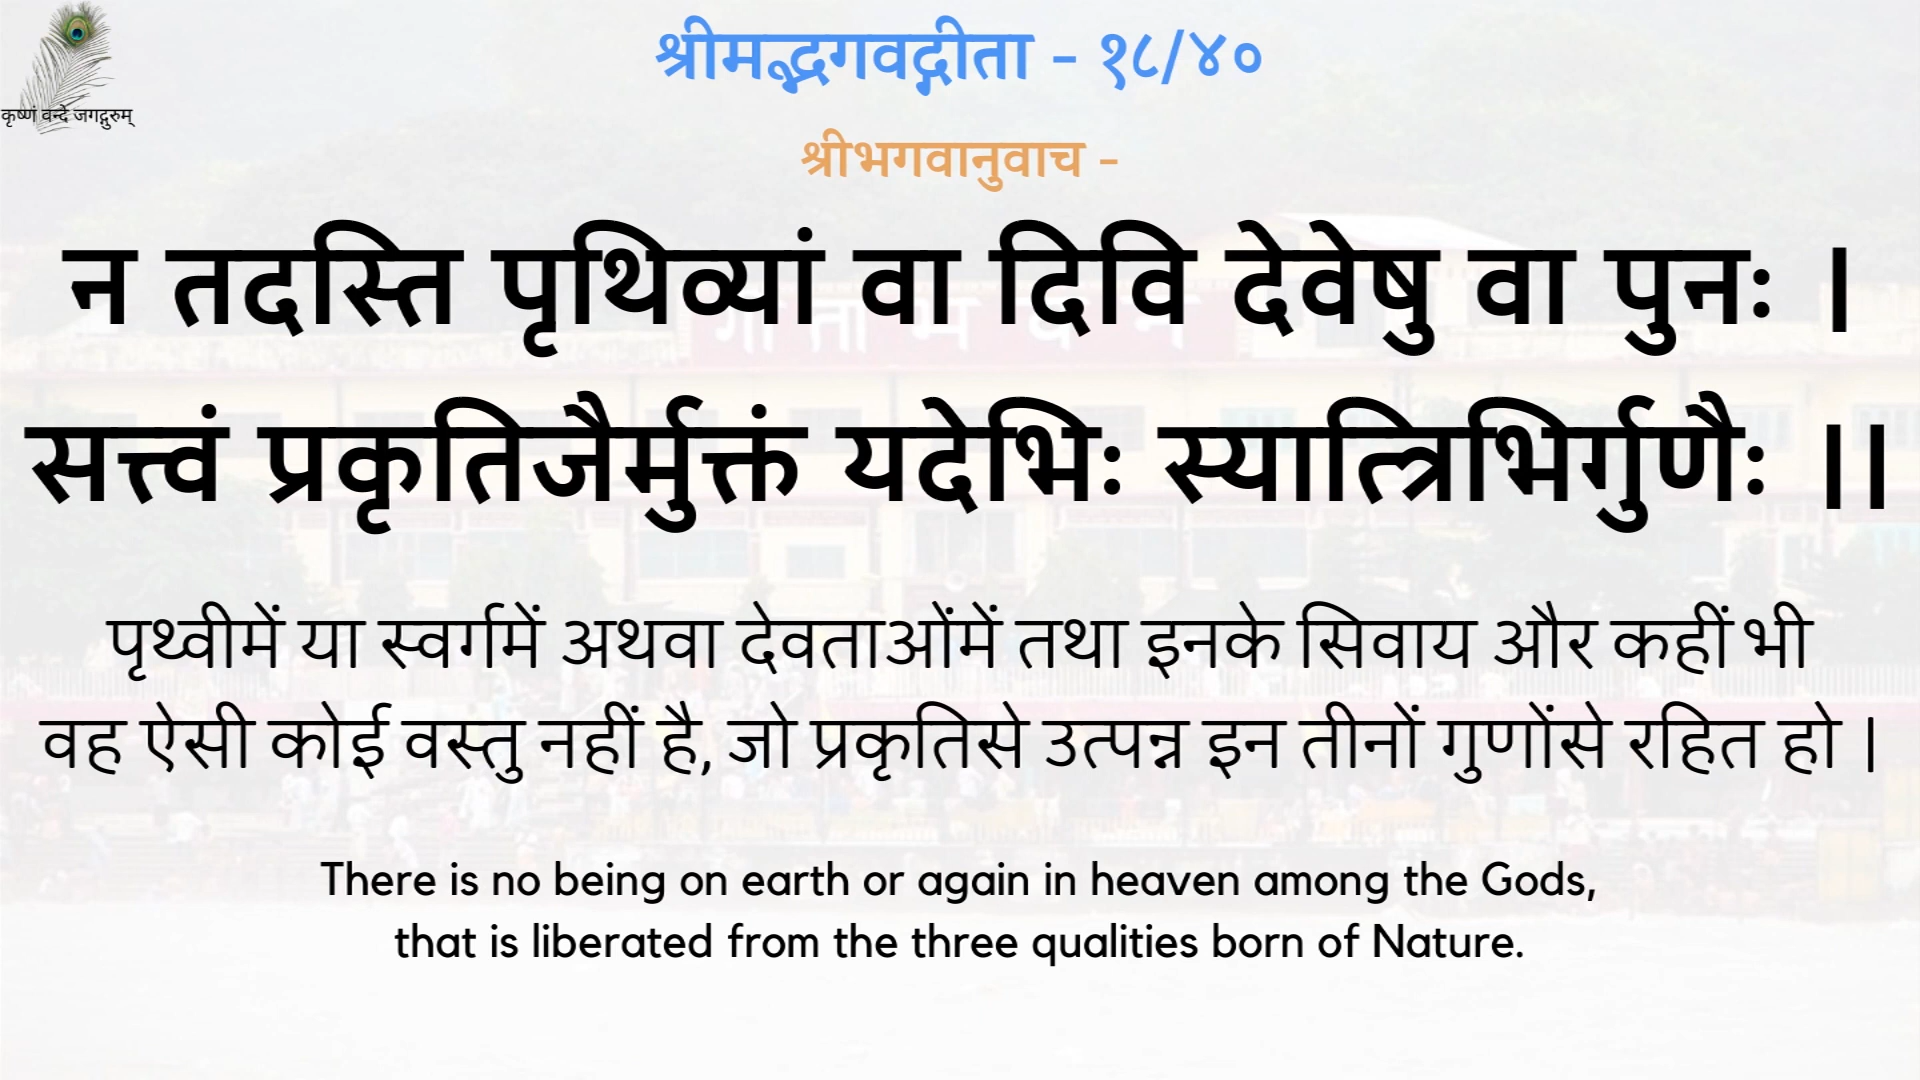 कृष्णं वन्दे जगद्गुरुम्
श्रीमद्भगवद्गीता - १८/४०
श्रीभगवानुवाच -
न तदस्ति पृथिव्यां वा दिवि देवेषु वा पुनः ।
सत्त्वं प्रकृतिजैर्मुक्तं यदेभिः स्यात्त्रिभिर्गुणैः ।।
पृथ्वीमें या स्वर्गमें अथवा देवताओंमें तथा इनके सिवाय और कहीं भी
वह ऐसी कोई वस्तु नहीं है, जो प्रकृतिसे उत्पन्न इन तीनों गुणोंसे रहित हो |
There is no being on earth or again in heaven among the Gods,
that is liberated from the three qualities born of Nature.